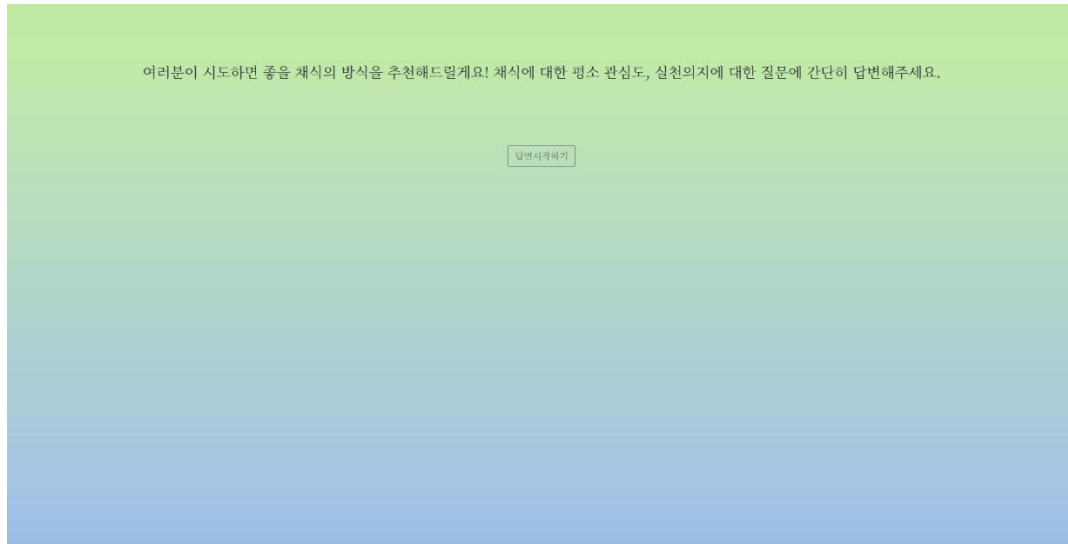 여러분이 시도하면 좋을 채식의 방식을 추천해드릴게요! 채식에 대한 평소 관심도, 실천의지에 대한 질문에 간단히 답변해주세요.
답변시작하기